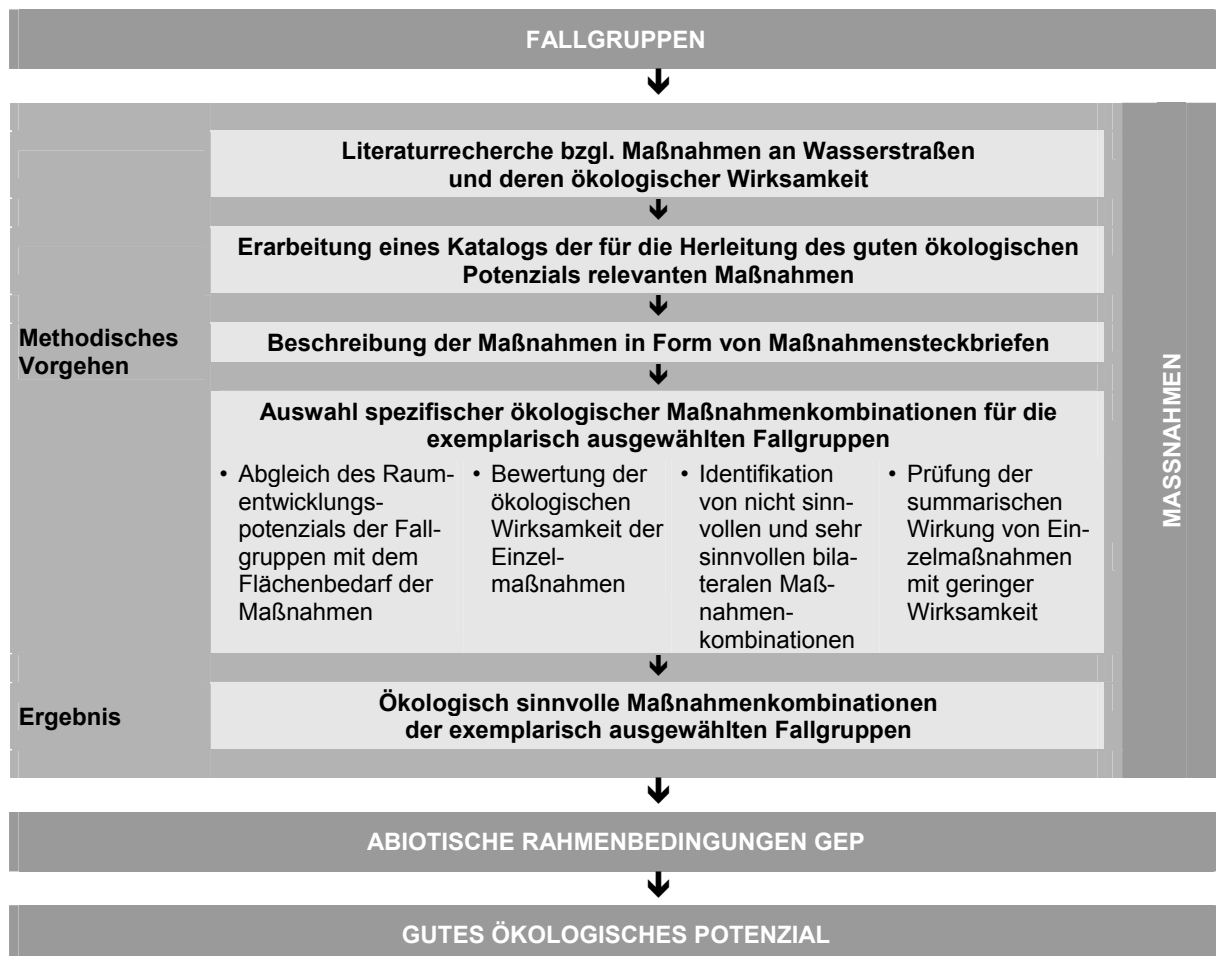 FALLGRUPPEN
Literaturrecherche bzgl. Maßnahmen an Wasserstraßen
und deren ökologischer Wirksamkeit
Erarbeitung eines Katalogs der für die Herleitung des guten ökologischen
Potenzials relevanten Maßnahmen
Methodisches
Vorgehen
Beschreibung der Maßnahmen in Form von Maßnahmensteckbriefen
Auswahl spezifischer ökologischer Maßnahmenkombinationen für die
exemplarisch ausgewählten Fallgruppen
• Abgleich des Raum-
entwicklungs-
potenzials der Fall-
gruppen mit dem
Flächenbedarf der
Maßnahmen
• Bewertung der
ökologischen
Wirksamkeit der
Einzel-
maßnahmen
• Identifikation
von nicht sinn-
vollen und sehr
sinnvollen bila-
teralen Maß-
nahmen-
kombinationen
• Prüfung der
summarischen
Wirkung von Ein-
zelmaßnahmen
mit geringer
Wirksamkeit
Ergebnis
Ökologisch sinnvolle Maßnahmenkombinationen
der exemplarisch ausgewählten Fallgruppen
MASSNAHMEN
ABIOTISCHE RAHMENBEDINGUNGEN GEP
GUTES ÖKOLOGISCHES POTENZIAL